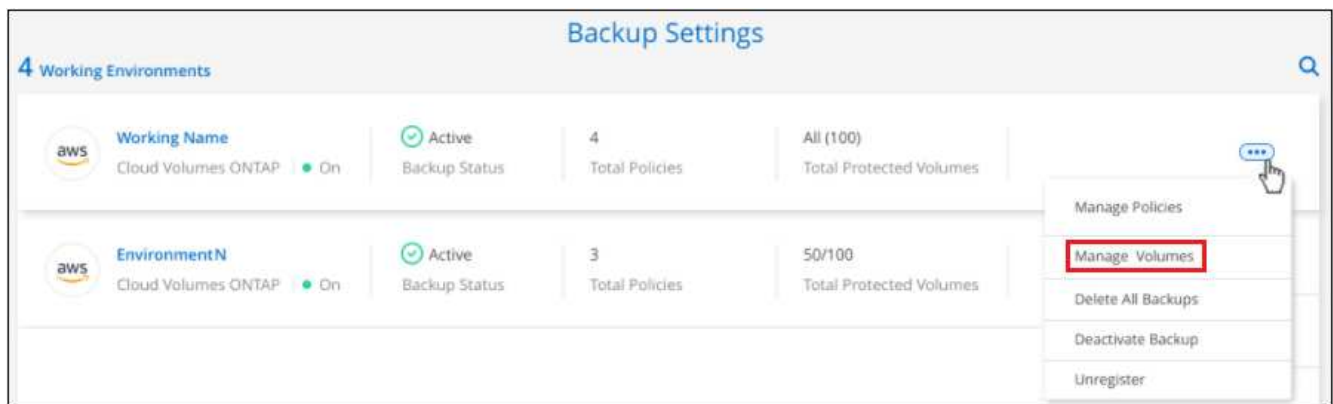 Backup Settings
4 Working Environments
aws
Working Name
Cloud Volumes ONTAP
On
Active
Backup Status
4
Total Policies
All (100)
Total Protected Volumes
Manage Policies
Manage Volumes
Delete All Backups
Deactivate Backup
Unregister
aws
EnvironmentN
Cloud Volumes ONTAP
On
Active
Backup Status
3
Total Policies
50/100
Total Protected Volumes